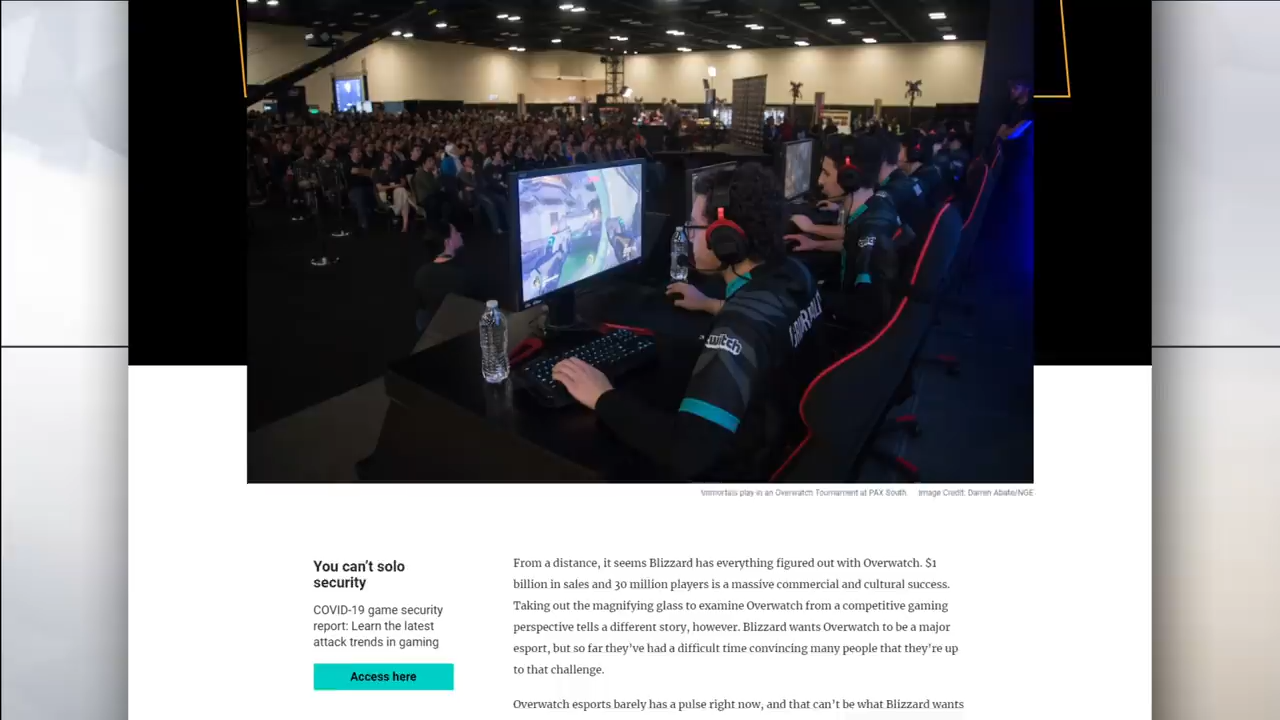 twitch
Immortals play in an Overwatch Tournament at PAX South. Image Credit: Darren Abate/NGE
You can't solo
security
COVID-19 game security
report: Learn the latest
attack trends in gaming
Access here
From a distance, it seems Blizzard has everything figured out with Overwatch. $1
billion in sales and 30 million players is a massive commercial and cultural success.
Taking out the magnifying glass to examine Overwatch from a competitive gaming
perspective tells a different story, however. Blizzard wants Overwatch to be a major
esport, but so far they've had a difficult time convincing many people that they're up
to that challenge.
Overwatch esports barely has a pulse right now, and that can't be what Blizzard wants